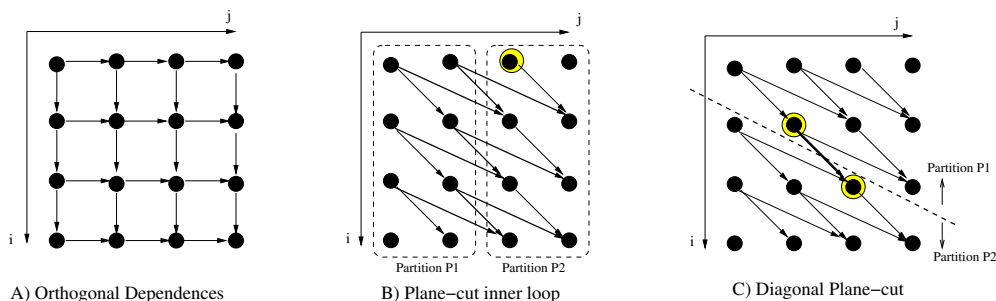 j
i
A) Orthogonal Dependences
j
i
Partition P1
Partition P2
B) Plane−cut inner loop
j
i
Partition P1
Partition P2
C) Diagonal Plane−cut